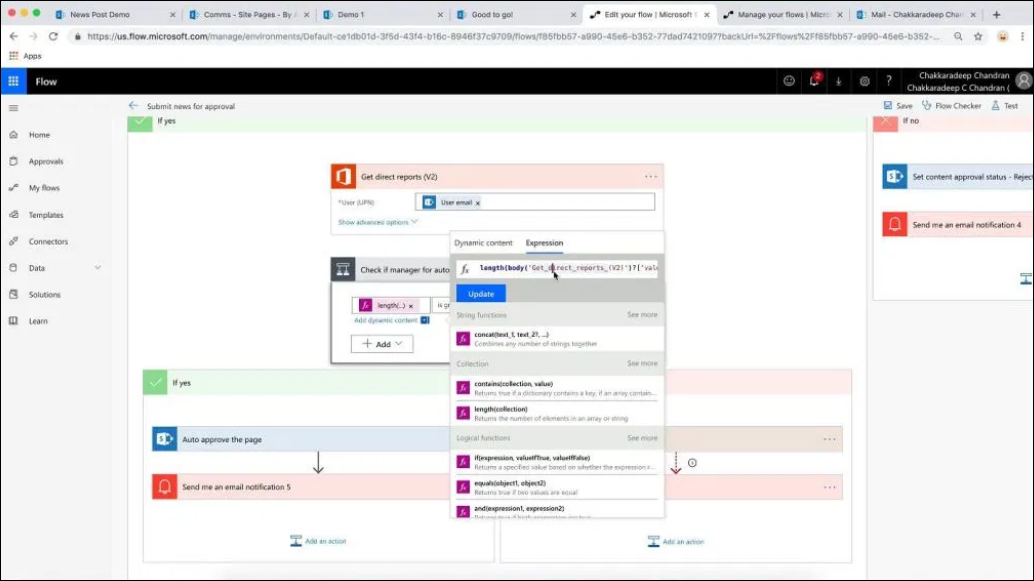 News Post Demo
Comms - Site Pages - By A
Demo 1
Good to go!
Edit your flow | Microsoft
Manage your flows | Microsoft
Mail - Chakkaradeep Chandran
https://us.flow.microsoft.com/manage/environments/Default-ce1db01d-3f5d-43f4-b16c-8936375c9709/flows/f85fbb57-a990-45e6-b352-77dad7421097?backUrl=%2Fflows%2Ff85fbb57-a990-45e6-b352-...
Apps
Flow
2
?
Chakkaradeep Chandran
Chakkaradeep C Chandran (
Submit news for approval
Save
Flow Checker
Test
If yes
If no
Home
Approvals
My flows
Templates
Connectors
Data
Solutions
Learn
Get direct reports (V2)
*User (UPN)
User email
Show advanced options
Set content approval status - Reject
Send me an email notification 4
Check if manager for auto
length(...)
is gr
Add dynamic content
Add
Dynamic content
Expression
fx
length(body('Get_direct_reports_(V2)')?['valu
Update
String functions
See more
concat(text_1, text_2?, ...)
Combines any number of strings together
Collection
See more
contains(collection, value)
Returns true if a dictionary contains a key, if an array contain...
length(collection)
Returns the number of elements in an array or string
Logical functions
See more
if(expression, valueIfTrue, valueIfFalse)
Returns a specified value based on whether the expression r...
equals(object1, object2)
Returns true if two values are equal
and(expression1, expression2)
If yes
Auto approve the page
Send me an email notification 5
Add an action
Add an action